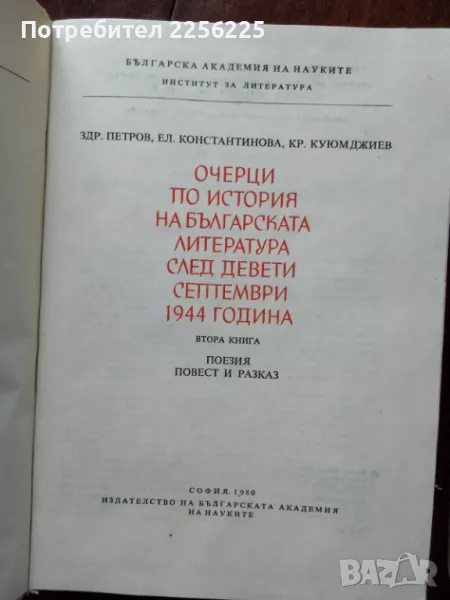 Потребител 2256225
БЪЛГАРСКА АКАДЕМИЯ НА НАУКИТЕ
ИНСТИТУТ ЗА ЛИТЕРАТУРА
ЗДР. ПЕТРОВ, ЕЛ. КОНСТАНТИНОВА, КР. КУЮМДЖИЕВ
ОЧЕРЦИ
ПО ИСТОРИЯ
НА БЪЛГАРСКАТА
ЛИТЕРАТУРА
СЛЕД ДЕВЕТИ
СЕПТЕМВРИ
1944 ГОДИНА
ВТОРА КНИГА
ПОЕЗИЯ
ПОВЕСТ И РАЗКАЗ
СОФИЯ, 1980
ИЗДАТЕЛСТВО НА БЪЛГАРСКАТА АКАДЕМИЯ
НА НАУКИТЕ
bazar